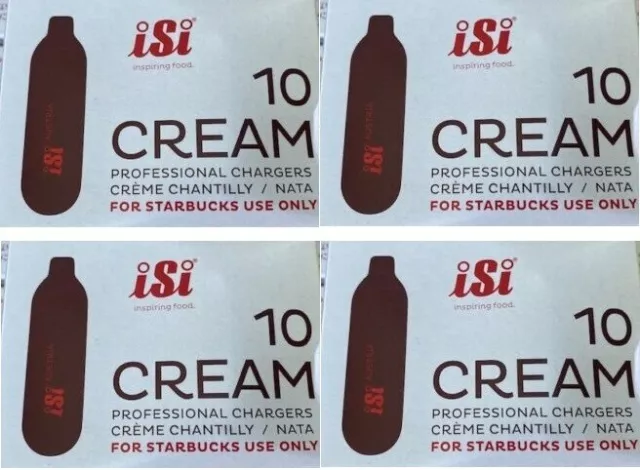 iSi
inspiring food.
10
CREAM
PROFESSIONAL CHARGERS
CRÈME CHANTILLY / NATA
FOR STARBUCKS USE ONLY
iSi
iSi
inspiring food.
10
CREAM
PROFESSIONAL CHARGERS
CRÈME CHANTILLY / NATA
FOR STARBUCKS USE ONLY
iSi
iSi
inspiring food.
10
CREAM
PROFESSIONAL CHARGERS
CRÈME CHANTILLY / NATA
FOR STARBUCKS USE ONLY
iSi
iSi
inspiring food.
10
CREAM
PROFESSIONAL CHARGERS
CRÈME CHANTILLY / NATA
FOR STARBUCKS USE ONLY
iSi